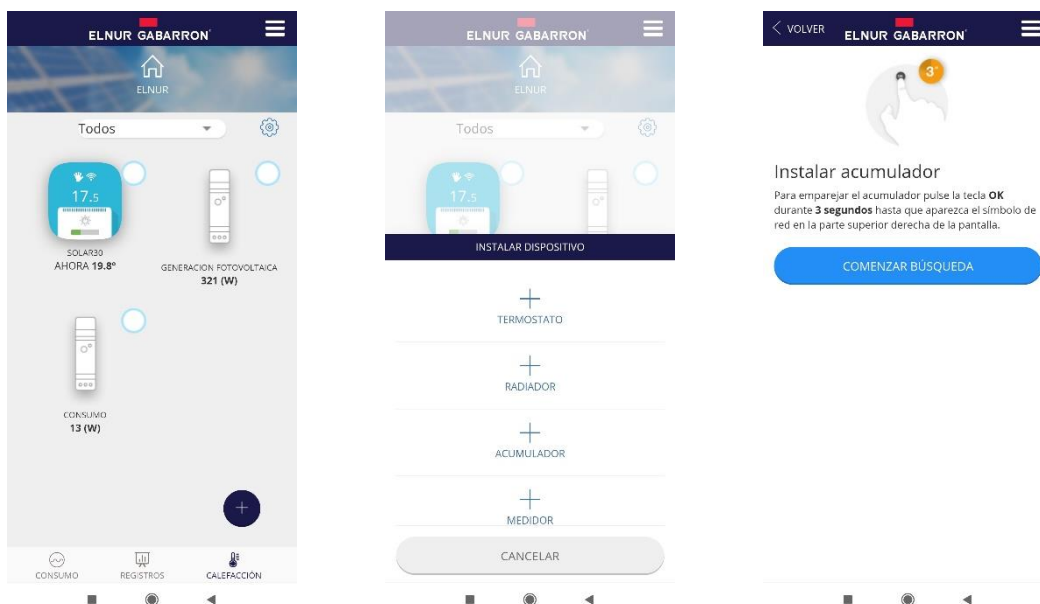 ELNUR GABARRON
ELNUR
Todos
17.5
SOLAR30
AHORA 19.8°
GENERACION FOTOVOLTAICA
321 (W)
CONSUMO
13 (W)
+
CONSUMO
REGISTROS
CALEFACCIÓN
ELNUR GABARRON
ELNUR
Todos
17.5
INSTALAR DISPOSITIVO
+
TERMOSTATO
+
RADIADOR
+
ACUMULADOR
+
MEDIDOR
CANCELAR
< VOLVER
ELNUR GABARRON
3"
Instalar acumulador
Para emparejar el acumulador pulse la tecla OK
durante 3 segundos hasta que aparezca el símbolo de
red en la parte superior derecha de la pantalla.
COMENZAR BÚSQUEDA